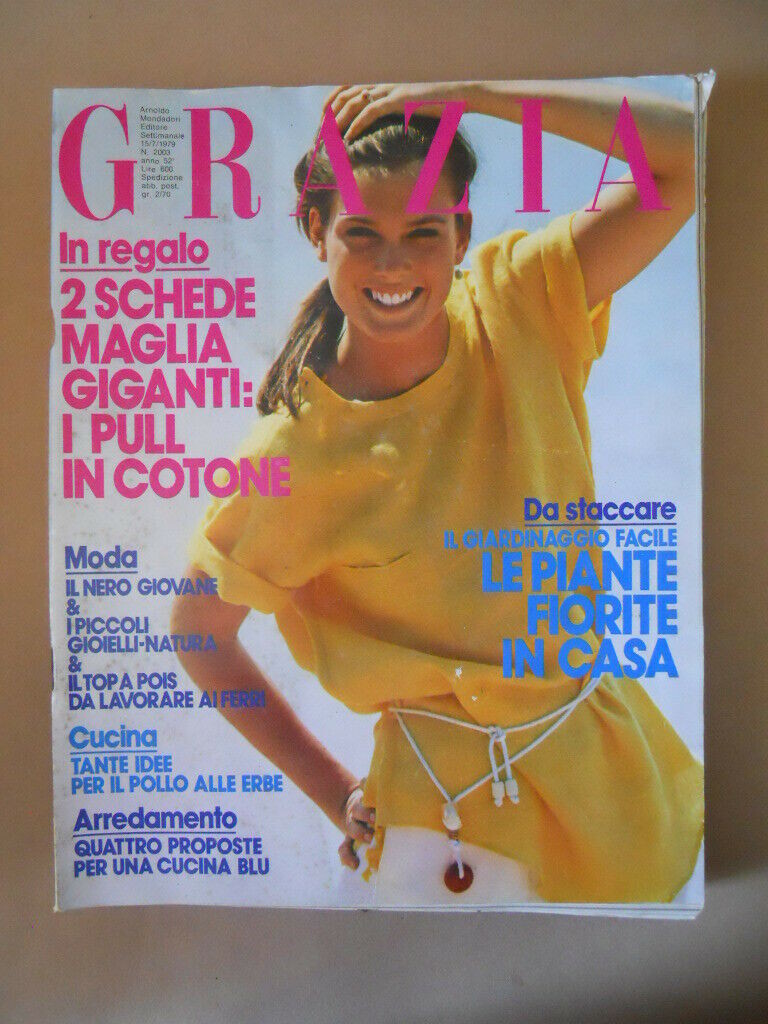 GRAZIA
Arnoldo
Mondadori
Editore
Settimanale
15/7/1979
N. 2003
anno 52°
Lire 600
Spedizione
abb. post.
gr. 2/70
In regalo
2 SCHEDE
MAGLIA
GIGANTI:
I PULL
IN COTONE
Da staccare
IL GIARDINAGGIO FACILE
LE PIANTE
FIORITE
IN CASA
Moda
IL NERO GIOVANE
&
I PICCOLI
GIOIELLI-NATURA
&
IL TOP A POIS
DA LAVORARE AI FERRI
Cucina
TANTE IDEE
PER IL POLLO ALLE ERBE
Arredamento
QUATTRO PROPOSTE
PER UNA CUCINA BLU